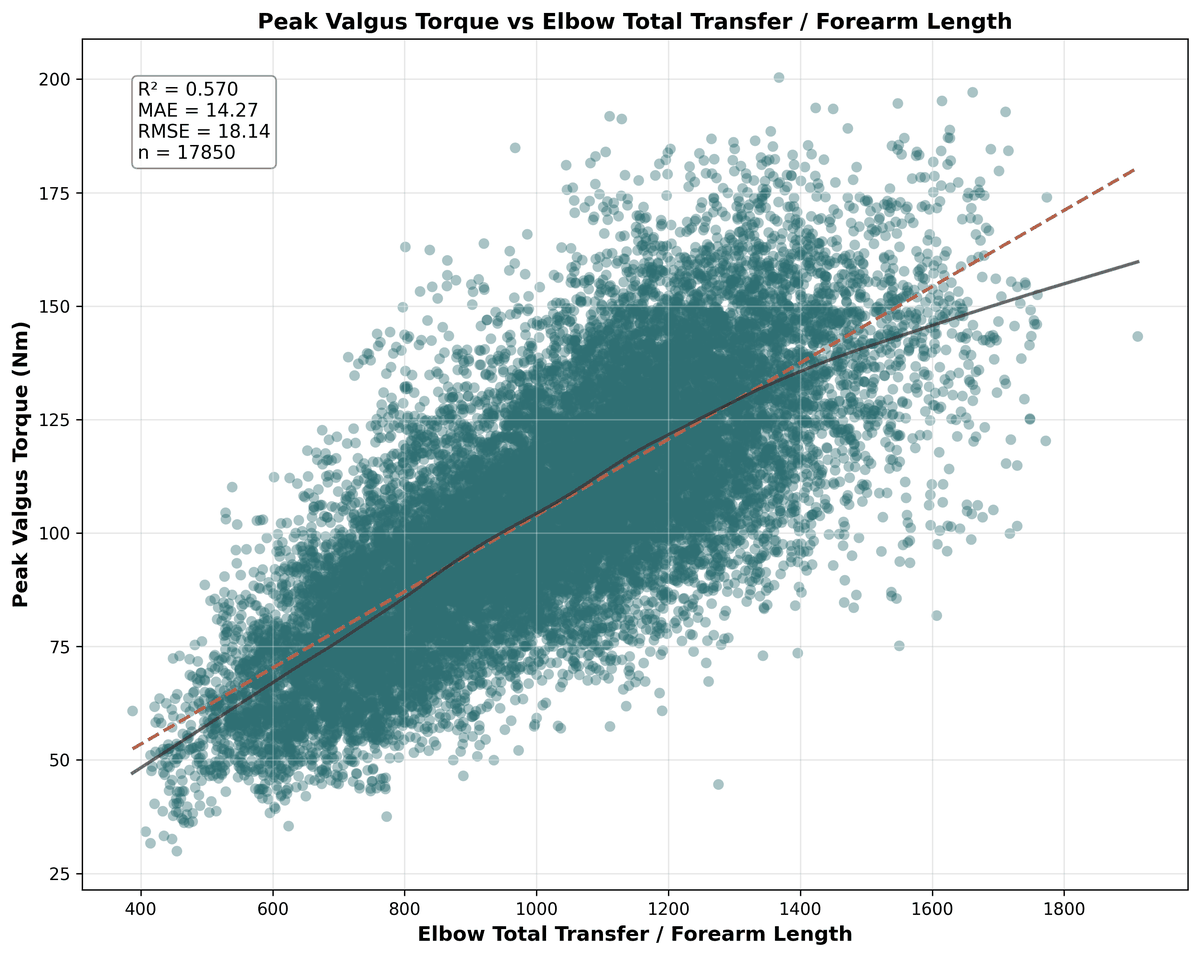 Peak Valgus Torque vs Elbow Total Transfer / Forearm Length
R² = 0.570
MAE = 14.27
RMSE = 18.14
n = 17850
Peak Valgus Torque (Nm)
200
175
150
125
100
75
50
25
400 600 800 1000 1200 1400 1600 1800
Elbow Total Transfer / Forearm Length